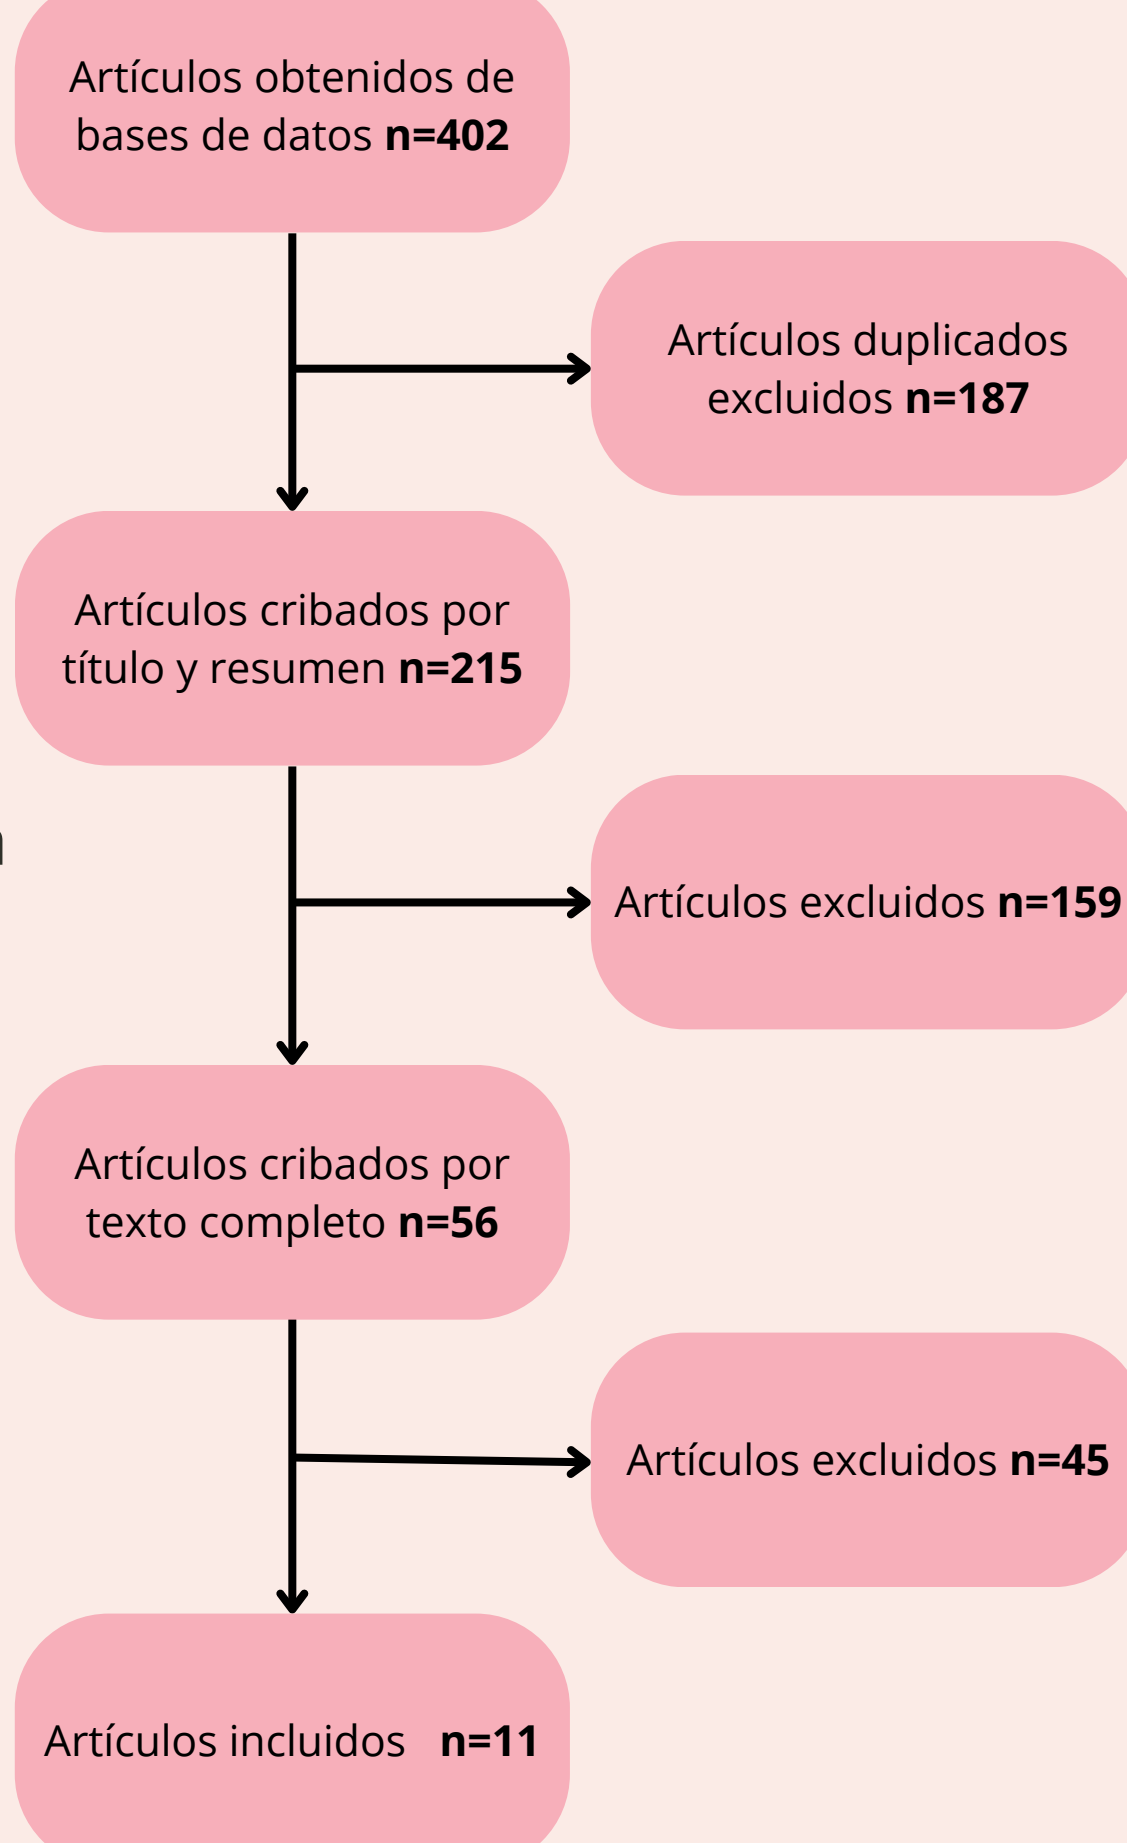 Artículos obtenidos de
bases de datos n=402
Artículos duplicados
excluidos n=187
Artículos cribados por
título y resumen n=215
Artículos excluidos n=159
Artículos cribados por
texto completo n=56
Artículos excluidos n=45
Artículos incluidos n=11